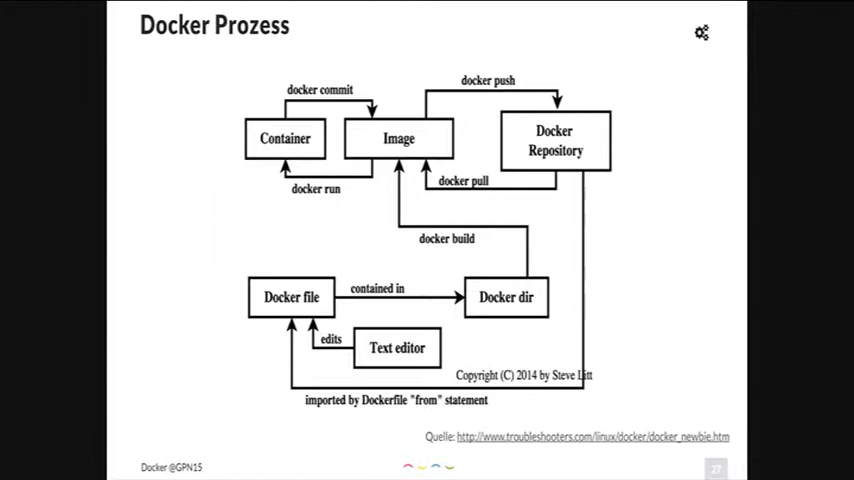 Docker Prozess
docker push
docker commit
Container
Image
Docker
Repository
docker run
docker pull
docker build
Docker file
contained in
Docker dir
edits
Text editor
Copyright (C) 2014 by Steve Litt
imported by Dockerfile "from" statement
Quelle: http://www.troubleshooters.com/linux/docker/docker_newbie.htm
Docker @GPN15
27